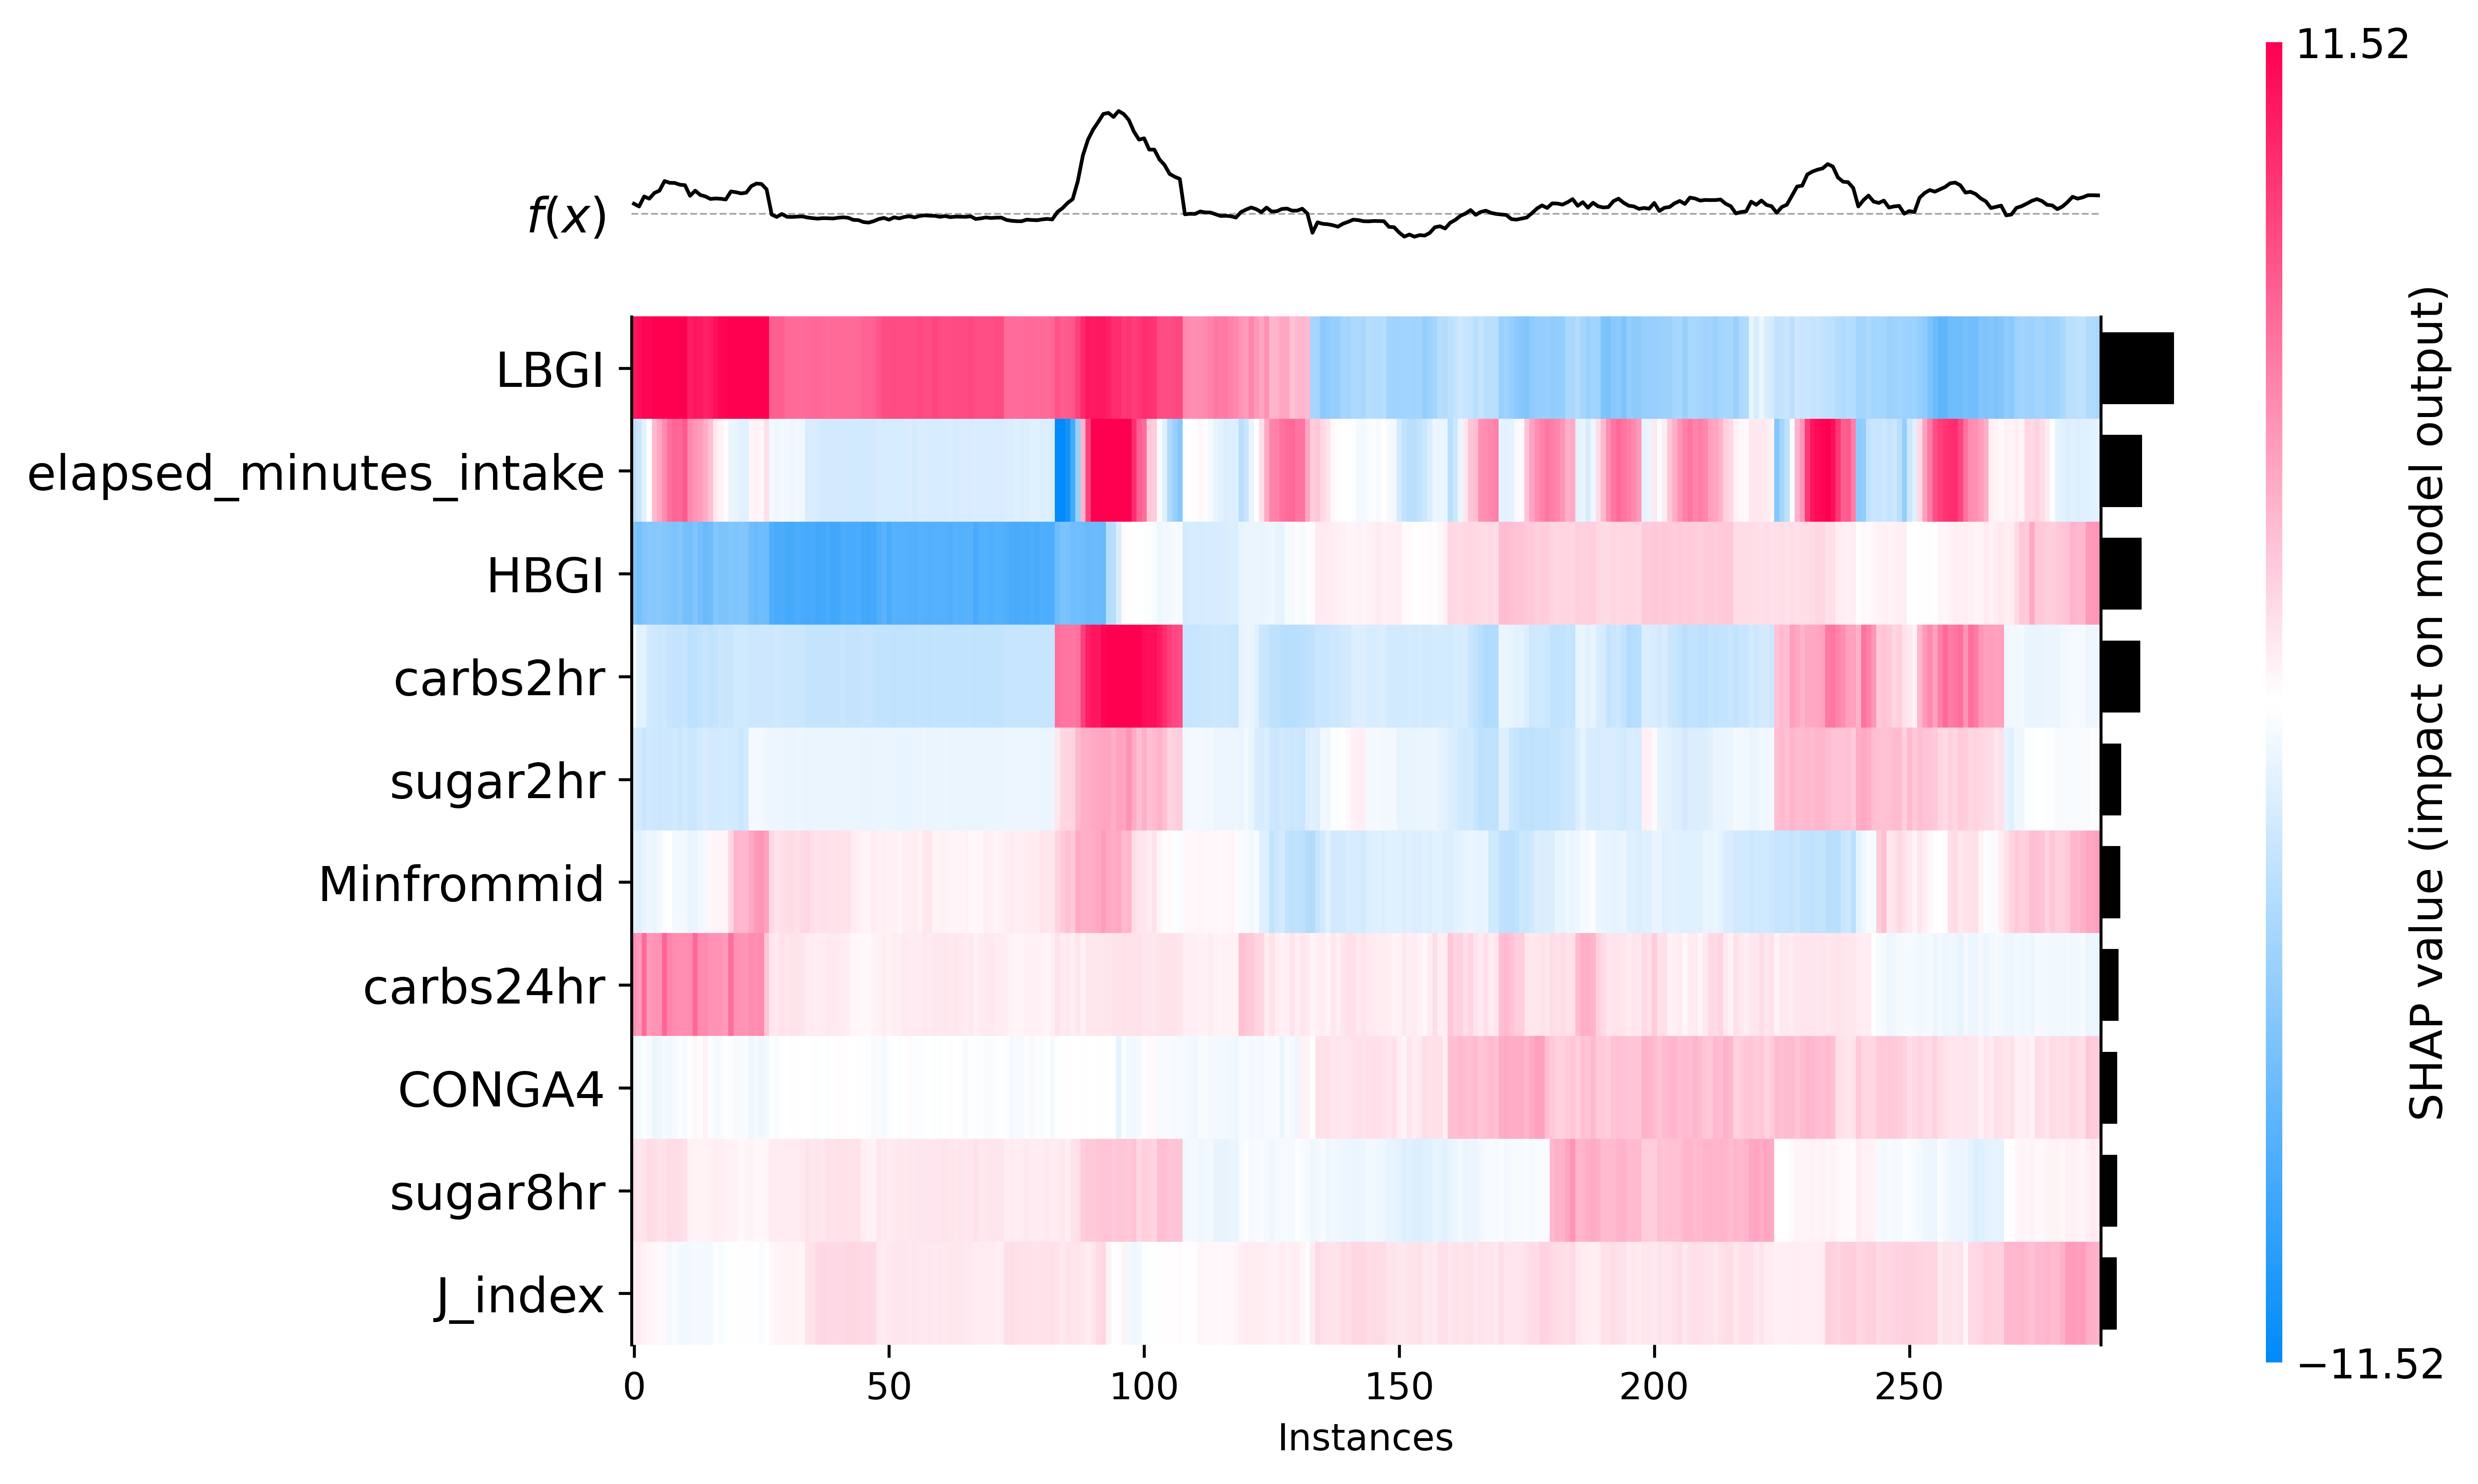 11.52
f(x)
LBGI
elapsed_minutes_intake
HBGI
carbs2hr
sugar2hr
Minfrommid
carbs24hr
CONGA4
sugar8hr
J_index
0 50 100 150 200 250
Instances
−11.52
SHAP value (impact on model output)